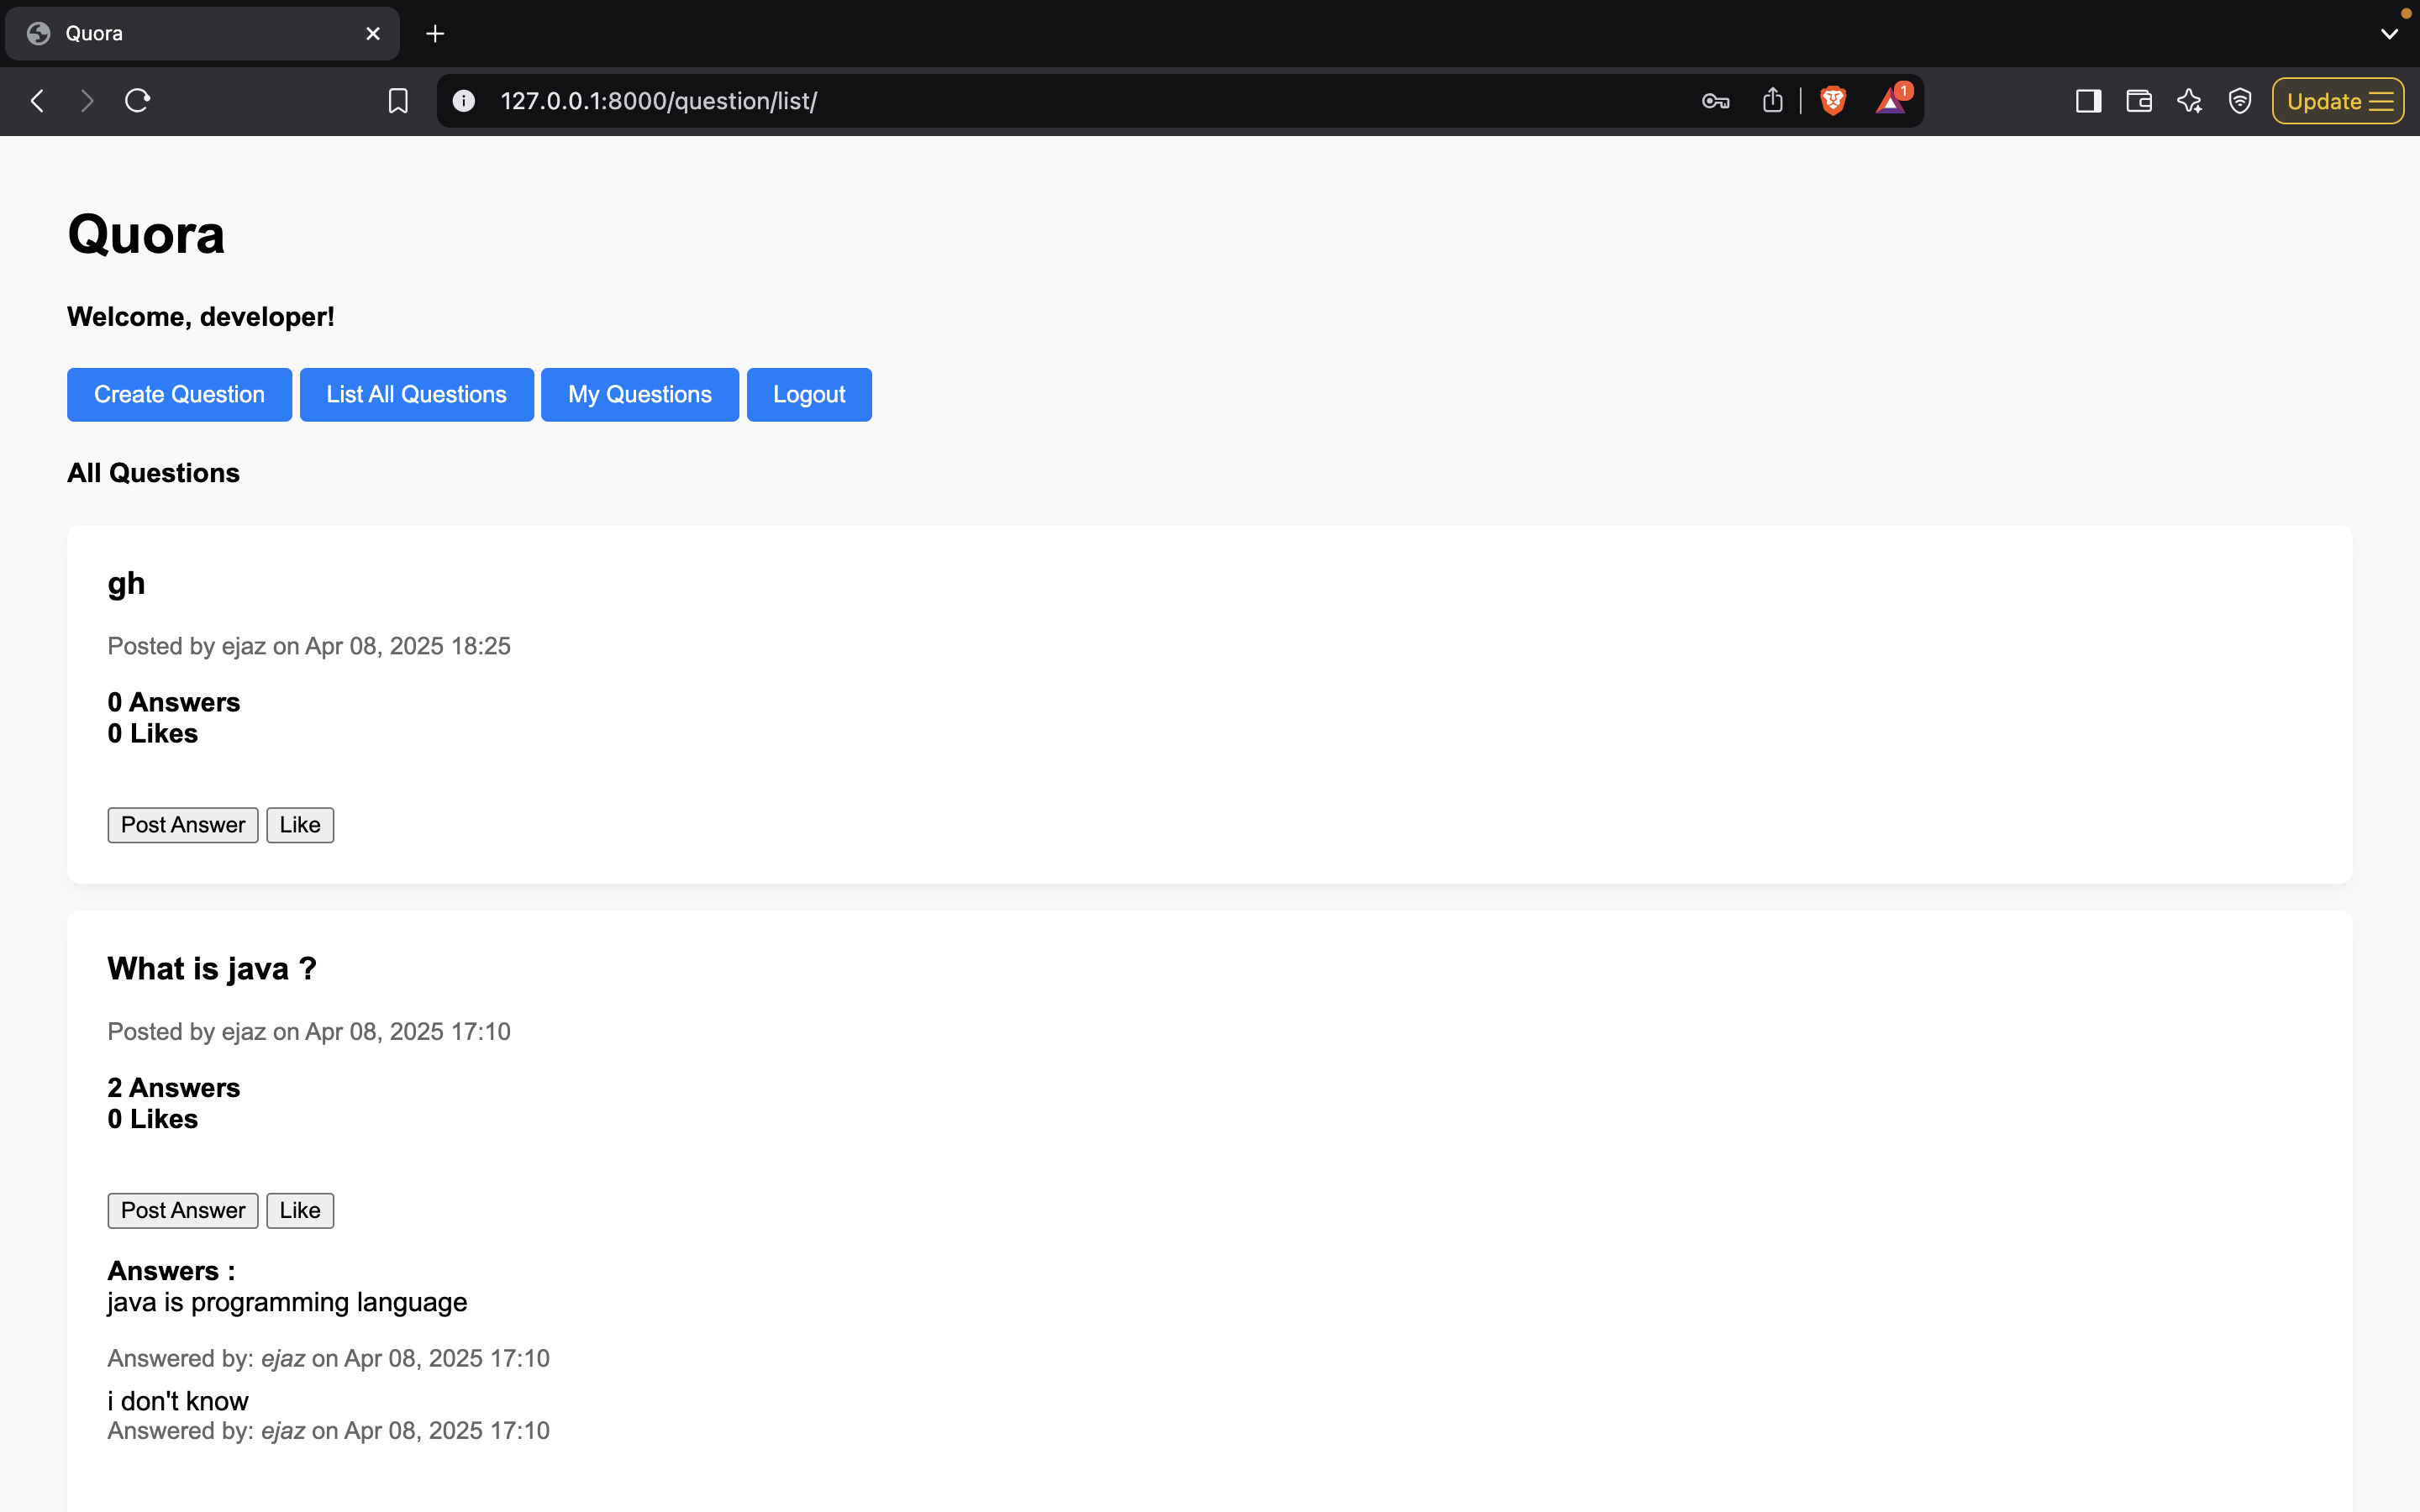 Quora
127.0.0.1:8000/question/list/
1
Update
Quora
Welcome, developer!
Create Question List All Questions My Questions Logout
All Questions
gh
Posted by ejaz on Apr 08, 2025 18:25
0 Answers
0 Likes
Post Answer Like
What is java ?
Posted by ejaz on Apr 08, 2025 17:10
2 Answers
0 Likes
Post Answer Like
Answers :
java is programming language
Answered by: ejaz on Apr 08, 2025 17:10
i don't know
Answered by: ejaz on Apr 08, 2025 17:10